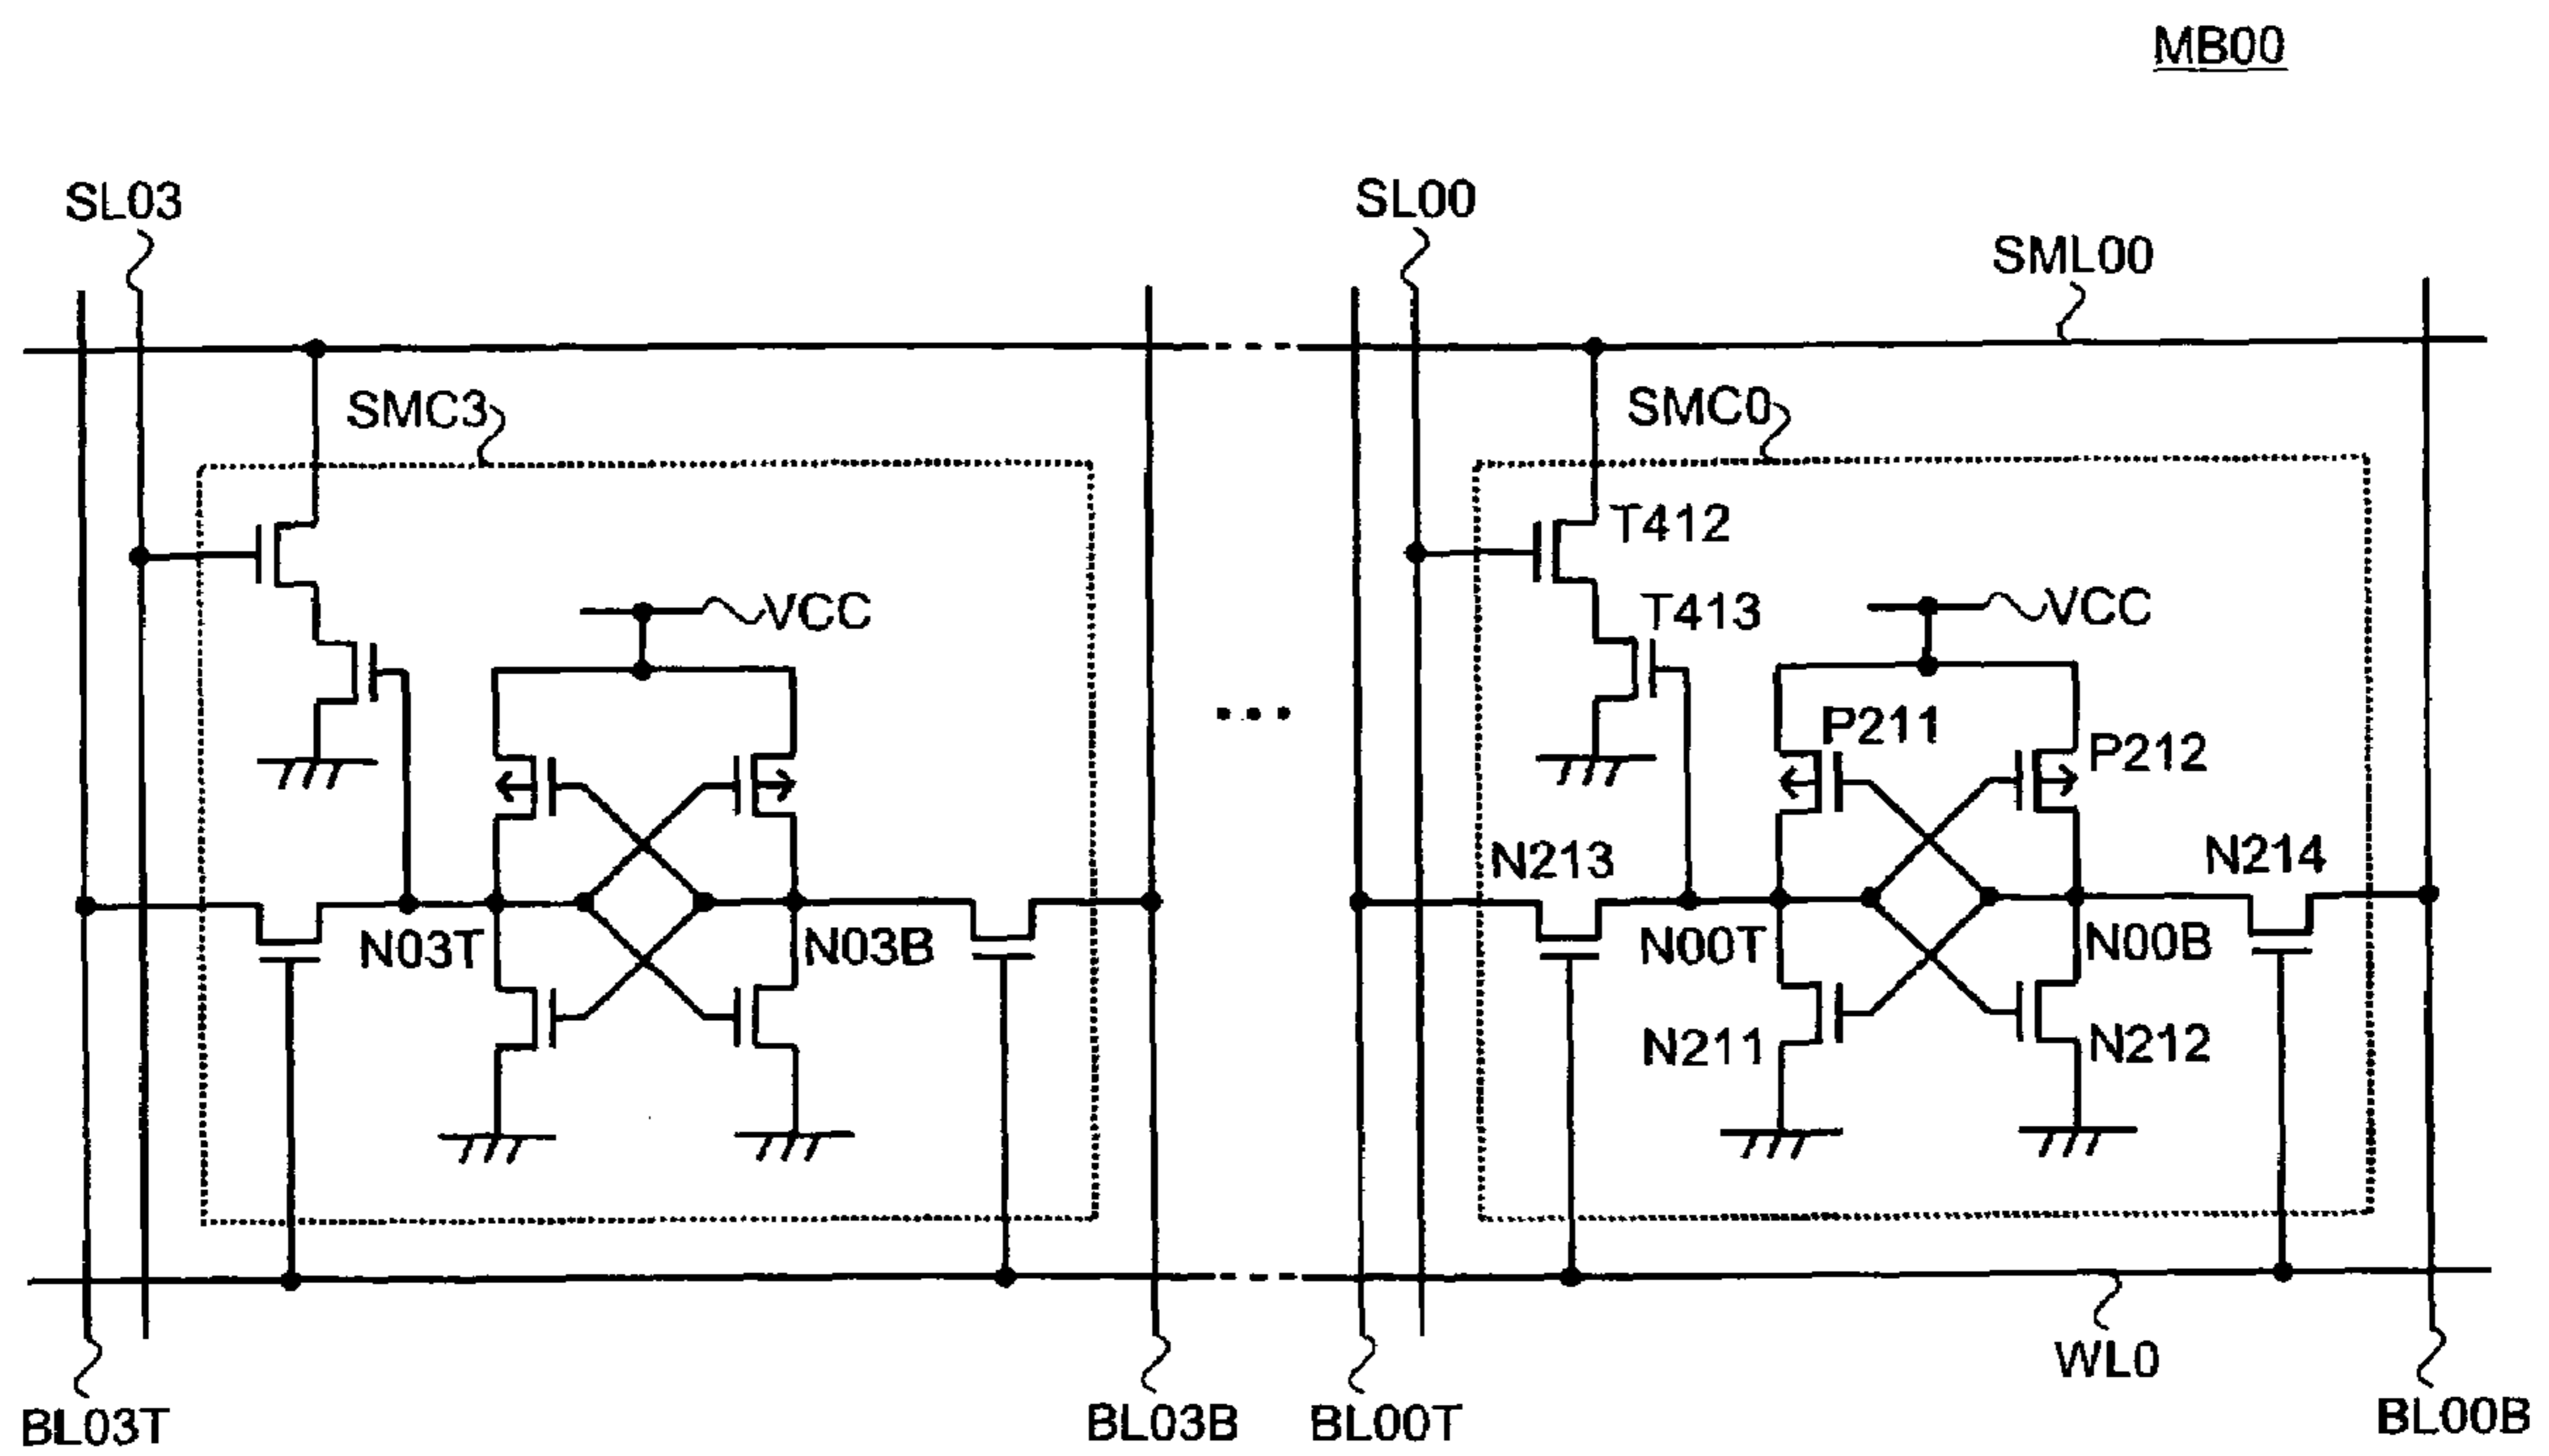 MB00
SL03
SL00
SML00
SMC3
SMC0
T412
T413
VCC
VCC
P211
P212
N213
N214
N03T
N03B
N00T
N00B
N211
N212
WL0
BL03T
BL03B
BL00T
BL00B